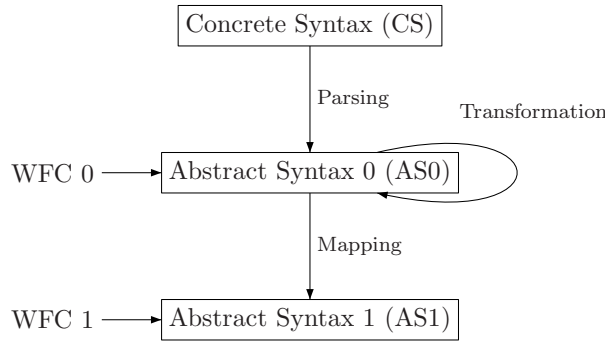 Concrete Syntax (CS)
Parsing
Transformation
WFC 0
Abstract Syntax 0 (AS0)
Mapping
WFC 1
Abstract Syntax 1 (AS1)